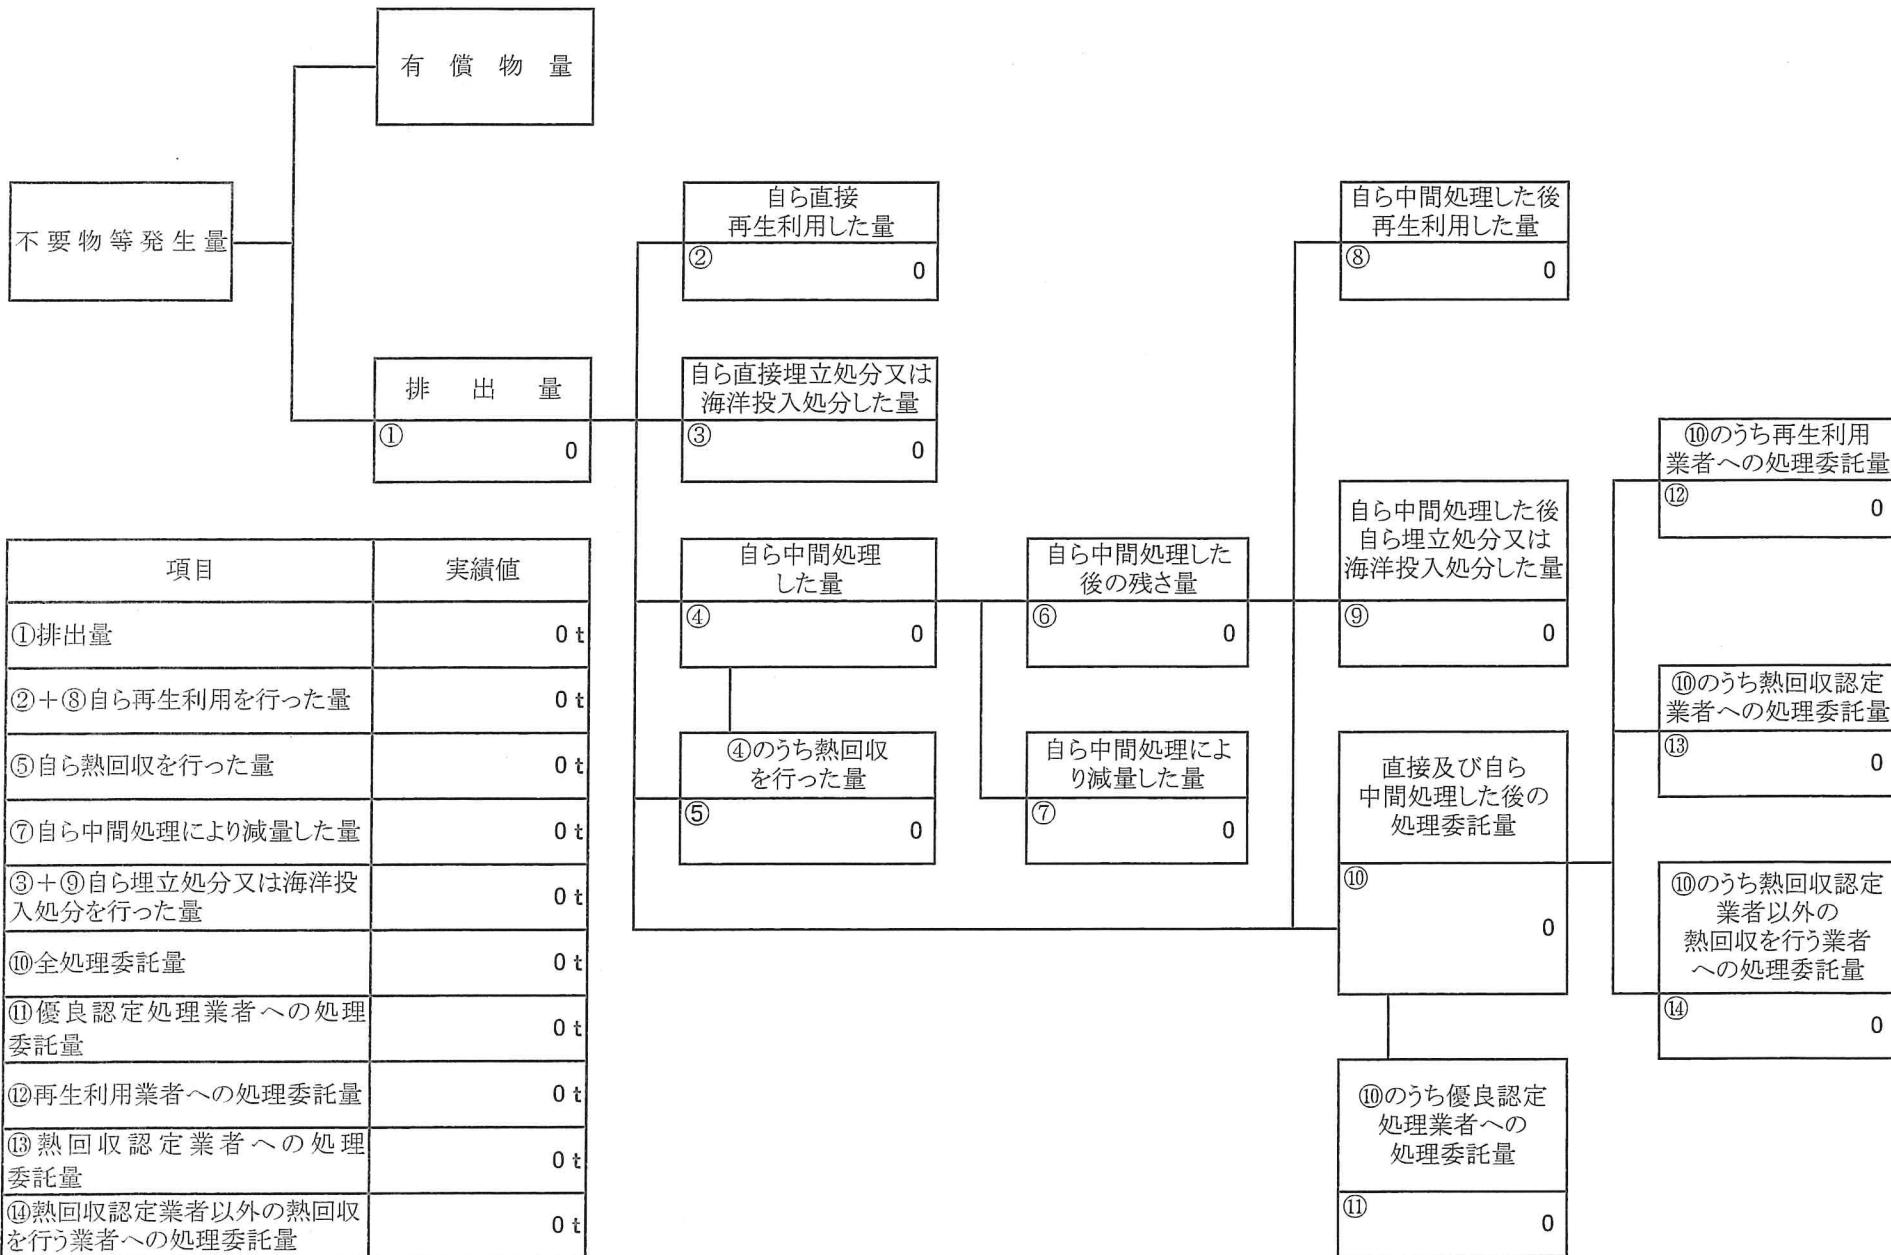 有償物量
不要物等発生量
排出量
①
0
自ら直接
再生利用した量
②
0
自ら直接埋立処分又は
海洋投入処分した量
③
0
自ら中間処理
した量
④
0
④のうち熱回収
を行った量
⑤
0
自ら中間処理した
後の残さ量
⑥
0
自ら中間処理によ
り減量した量
⑦
0
自ら中間処理した後
再生利用した量
⑧
0
自ら中間処理した後
自ら埋立処分又は
海洋投入処分した量
⑨
0
直接及び自ら
中間処理した後の
処理委託量
⑩
0
⑩のうち優良認定
処理業者への
処理委託量
⑪
0
⑩のうち再生利用
業者への処理委託量
⑫
0
⑩のうち熱回収認定
業者への処理委託量
⑬
0
⑩のうち熱回収認定
業者以外の
熱回収を行う業者
への処理委託量
⑭
0
項目 実績値
①排出量 0 t
②+⑧自ら再生利用を行った量 0 t
⑤自ら熱回収を行った量 0 t
⑦自ら中間処理により減量した量 0 t
③+⑨自ら埋立処分又は海洋投
入処分を行った量 0 t
⑩全処理委託量 0 t
⑪優良認定処理業者への処理
委託量 0 t
⑫再生利用業者への処理委託量 0 t
⑬熱回収認定業者への処理
委託量 0 t
⑭熱回収認定業者以外の熱回収
を行う業者への処理委託量 0 t